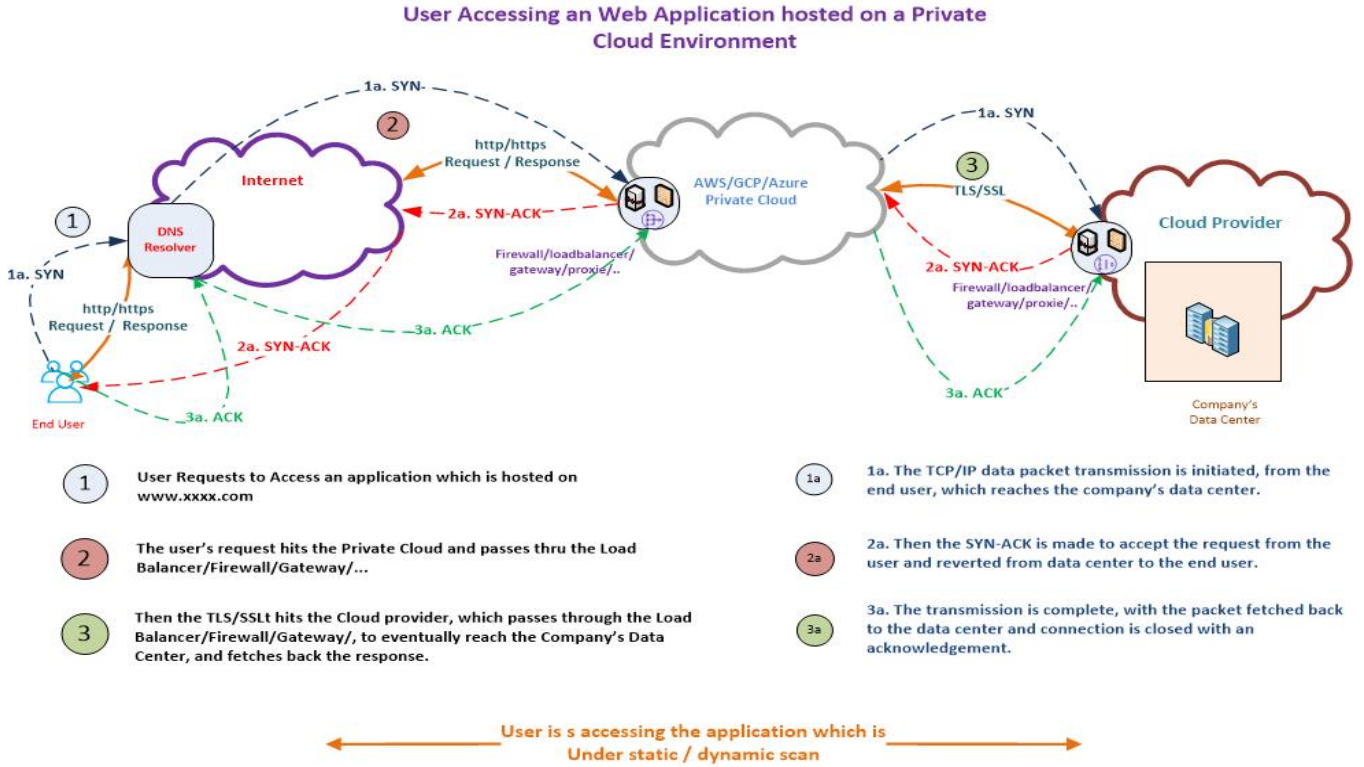 User Accessing an Web Application hosted on a Private
Cloud Environment
1a. SYN-
2
http/https
Request / Response
Internet
2a. SYN-ACK
AWS/GCP/Azure
Private Cloud
1a. SYN
3
TLS/SSL
Cloud Provider
1
DNS
Resolver
1a. SYN
http/https
Request / Response
Firewall/loadbalancer/
gateway/proxie/..
2a. SYN-ACK
Firewall/loadbalancer/
gateway/proxie/..
3a. ACK
2a. SYN-ACK
3a. ACK
3a. ACK
End User
Company's
Data Center
1
User Requests to Access an application which is hosted on
www.xxxx.com
2
The user's request hits the Private Cloud and passes thru the Load
Balancer/Firewall/Gateway/...
3
Then the TLS/SSLt hits the Cloud provider, which passes through the Load
Balancer/Firewall/Gateway/, to eventually reach the Company's Data
Center, and fetches back the response.
1a
1a. The TCP/IP data packet transmission is initiated, from the
end user, which reaches the company's data center.
2a
2a. Then the SYN-ACK is made to accept the request from the
user and reverted from data center to the end user.
3a
3a. The transmission is complete, with the packet fetched back
to the data center and connection is closed with an
acknowledgement.
User is s accessing the application which is
Under static / dynamic scan